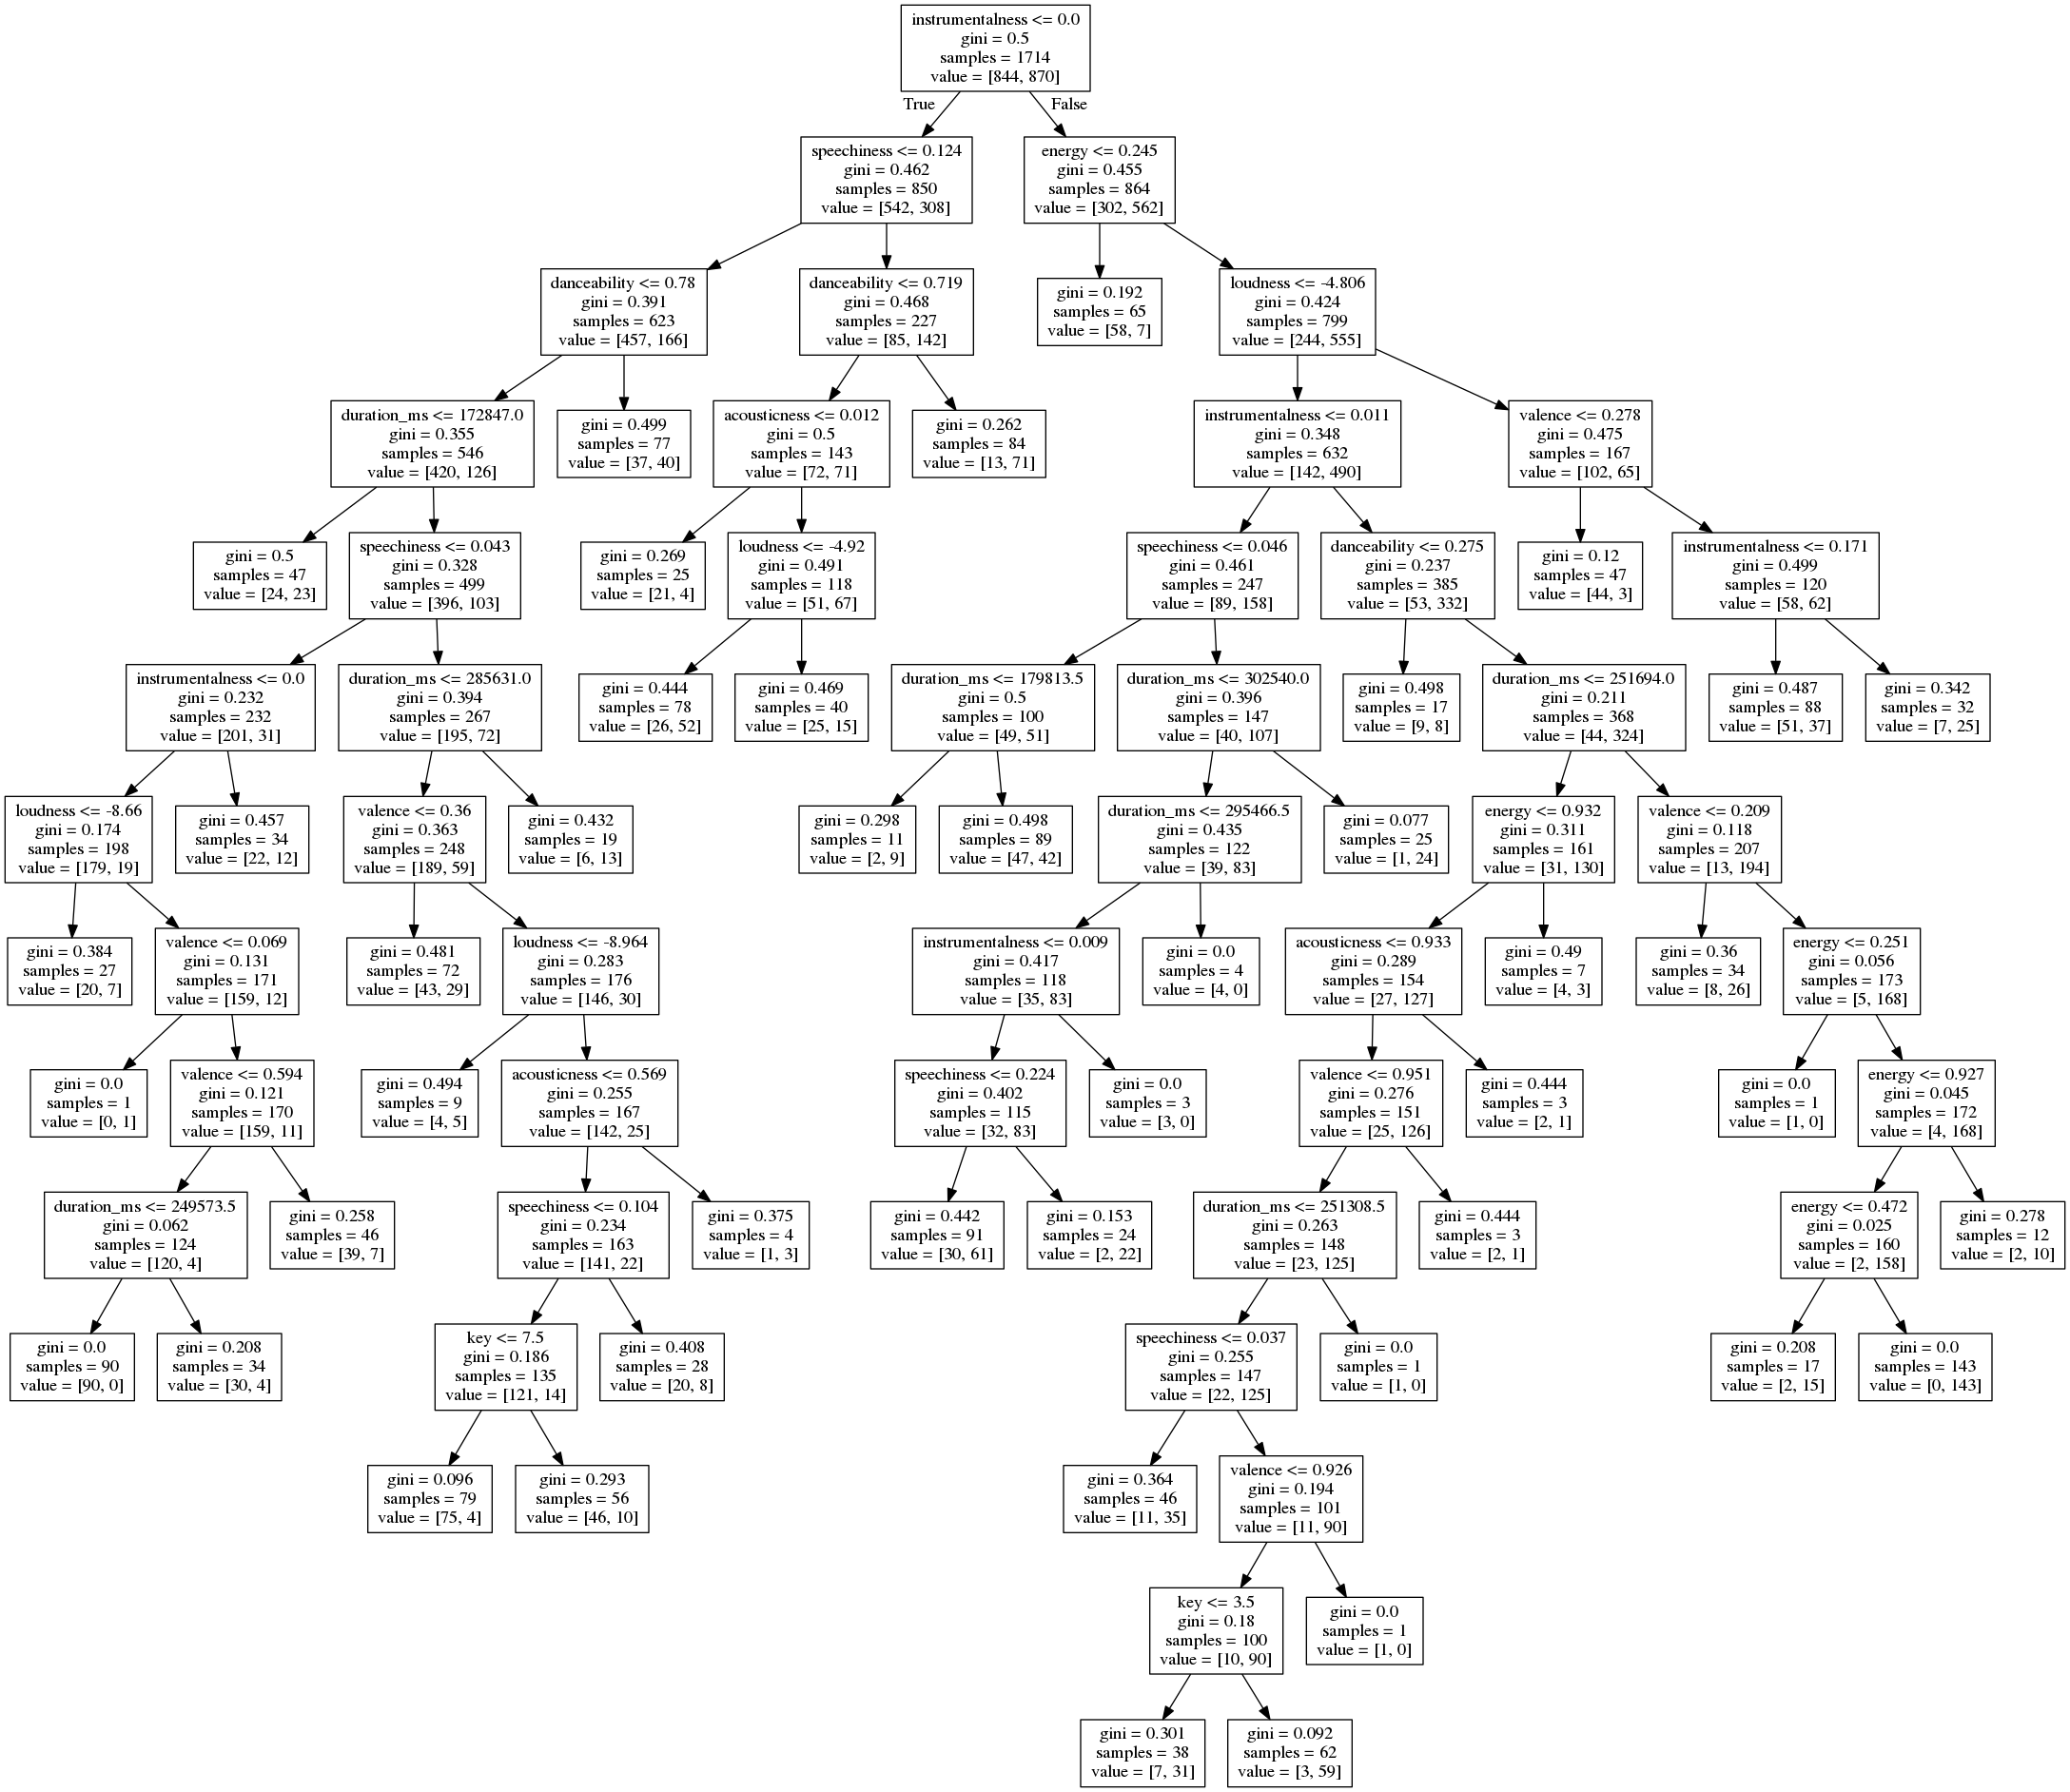 instrumentalness <= 0.0
gini = 0.5
samples = 1714
value = [844, 870]
True
False
speechiness <= 0.124
gini = 0.462
samples = 850
value = [542, 308]
energy <= 0.245
gini = 0.455
samples = 864
value = [302, 562]
danceability <= 0.78
gini = 0.391
samples = 623
value = [457, 166]
danceability <= 0.719
gini = 0.468
samples = 227
value = [85, 142]
gini = 0.192
samples = 65
value = [58, 7]
loudness <= -4.806
gini = 0.424
samples = 799
value = [244, 555]
duration_ms <= 172847.0
gini = 0.355
samples = 546
value = [420, 126]
gini = 0.499
samples = 77
value = [37, 40]
acousticness <= 0.012
gini = 0.5
samples = 143
value = [72, 71]
gini = 0.262
samples = 84
value = [13, 71]
instrumentalness <= 0.011
gini = 0.348
samples = 632
value = [142, 490]
valence <= 0.278
gini = 0.475
samples = 167
value = [102, 65]
gini = 0.5
samples = 47
value = [24, 23]
speechiness <= 0.043
gini = 0.328
samples = 499
value = [396, 103]
gini = 0.269
samples = 25
value = [21, 4]
loudness <= -4.92
gini = 0.491
samples = 118
value = [51, 67]
speechiness <= 0.046
gini = 0.461
samples = 247
value = [89, 158]
danceability <= 0.275
gini = 0.237
samples = 385
value = [53, 332]
gini = 0.12
samples = 47
value = [44, 3]
instrumentalness <= 0.171
gini = 0.499
samples = 120
value = [58, 62]
instrumentalness <= 0.0
gini = 0.232
samples = 232
value = [201, 31]
duration_ms <= 285631.0
gini = 0.394
samples = 267
value = [195, 72]
gini = 0.444
samples = 78
value = [26, 52]
gini = 0.469
samples = 40
value = [25, 15]
duration_ms <= 179813.5
gini = 0.5
samples = 100
value = [49, 51]
duration_ms <= 302540.0
gini = 0.396
samples = 147
value = [40, 107]
gini = 0.498
samples = 17
value = [9, 8]
duration_ms <= 251694.0
gini = 0.211
samples = 368
value = [44, 324]
gini = 0.487
samples = 88
value = [51, 37]
gini = 0.342
samples = 32
value = [7, 25]
loudness <= -8.66
gini = 0.174
samples = 198
value = [179, 19]
gini = 0.457
samples = 34
value = [22, 12]
valence <= 0.36
gini = 0.363
samples = 248
value = [189, 59]
gini = 0.432
samples = 19
value = [6, 13]
gini = 0.298
samples = 11
value = [2, 9]
gini = 0.498
samples = 89
value = [47, 42]
duration_ms <= 295466.5
gini = 0.435
samples = 122
value = [39, 83]
gini = 0.077
samples = 25
value = [1, 24]
energy <= 0.932
gini = 0.311
samples = 161
value = [31, 130]
valence <= 0.209
gini = 0.118
samples = 207
value = [13, 194]
gini = 0.384
samples = 27
value = [20, 7]
valence <= 0.069
gini = 0.131
samples = 171
value = [159, 12]
gini = 0.481
samples = 72
value = [43, 29]
loudness <= -8.964
gini = 0.283
samples = 176
value = [146, 30]
instrumentalness <= 0.009
gini = 0.417
samples = 118
value = [35, 83]
gini = 0.0
samples = 4
value = [4, 0]
acousticness <= 0.933
gini = 0.289
samples = 154
value = [27, 127]
gini = 0.49
samples = 7
value = [4, 3]
gini = 0.36
samples = 34
value = [8, 26]
energy <= 0.251
gini = 0.056
samples = 173
value = [5, 168]
gini = 0.0
samples = 1
value = [0, 1]
valence <= 0.594
gini = 0.121
samples = 170
value = [159, 11]
gini = 0.494
samples = 9
value = [4, 5]
acousticness <= 0.569
gini = 0.255
samples = 167
value = [142, 25]
speechiness <= 0.224
gini = 0.402
samples = 115
value = [32, 83]
gini = 0.0
samples = 3
value = [3, 0]
valence <= 0.951
gini = 0.276
samples = 151
value = [25, 126]
gini = 0.444
samples = 3
value = [2, 1]
gini = 0.0
samples = 1
value = [1, 0]
energy <= 0.927
gini = 0.045
samples = 172
value = [4, 168]
duration_ms <= 249573.5
gini = 0.062
samples = 124
value = [120, 4]
gini = 0.258
samples = 46
value = [39, 7]
speechiness <= 0.104
gini = 0.234
samples = 163
value = [141, 22]
gini = 0.375
samples = 4
value = [1, 3]
gini = 0.442
samples = 91
value = [30, 61]
gini = 0.153
samples = 24
value = [2, 22]
duration_ms <= 251308.5
gini = 0.263
samples = 148
value = [23, 125]
gini = 0.444
samples = 3
value = [2, 1]
energy <= 0.472
gini = 0.025
samples = 160
value = [2, 158]
gini = 0.278
samples = 12
value = [2, 10]
gini = 0.0
samples = 90
value = [90, 0]
gini = 0.208
samples = 34
value = [30, 4]
key <= 7.5
gini = 0.186
samples = 135
value = [121, 14]
gini = 0.408
samples = 28
value = [20, 8]
speechiness <= 0.037
gini = 0.255
samples = 147
value = [22, 125]
gini = 0.0
samples = 1
value = [1, 0]
gini = 0.208
samples = 17
value = [2, 15]
gini = 0.0
samples = 143
value = [0, 143]
gini = 0.096
samples = 79
value = [75, 4]
gini = 0.293
samples = 56
value = [46, 10]
gini = 0.364
samples = 46
value = [11, 35]
valence <= 0.926
gini = 0.194
samples = 101
value = [11, 90]
key <= 3.5
gini = 0.18
samples = 100
value = [10, 90]
gini = 0.0
samples = 1
value = [1, 0]
gini = 0.301
samples = 38
value = [7, 31]
gini = 0.092
samples = 62
value = [3, 59]